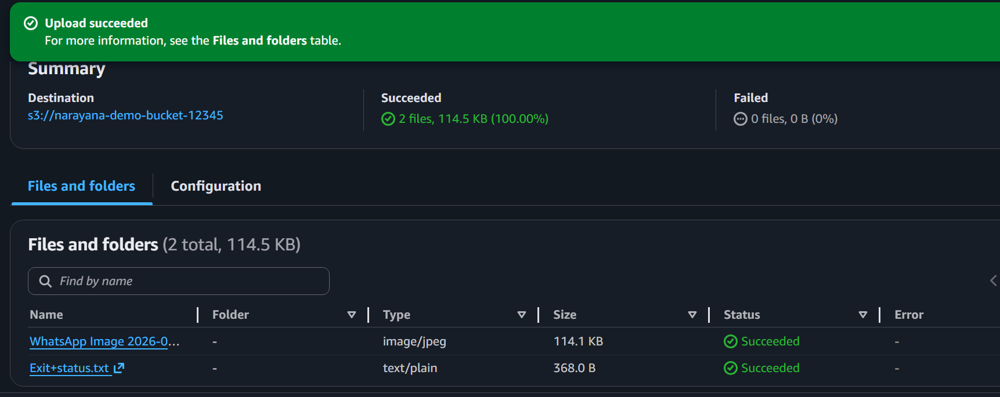 Upload succeeded
For more information, see the Files and folders table.
Summary
Destination
s3://narayana-demo-bucket-12345
Succeeded
2 files, 114.5 KB (100.00%)
Failed
0 files, 0 B (0%)
Files and folders
Configuration
Files and folders (2 total, 114.5 KB)
Find by name
Name Folder Type Size Status Error
WhatsApp Image 2026-0... - image/jpeg 114.1 KB Succeeded -
Exit+status.txt - text/plain 368.0 B Succeeded -